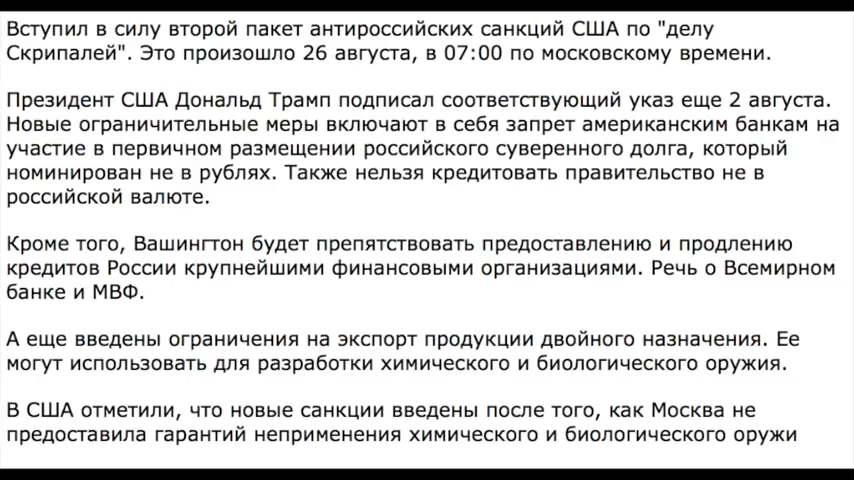 Вступил в силу второй пакет антироссийских санкций США по "делу
Скрипалей". Это произошло 26 августа, в 07:00 по московскому времени.
Президент США Дональд Трамп подписал соответствующий указ еще 2 августа.
Новые ограничительные меры включают в себя запрет американским банкам на
участие в первичном размещении российского суверенного долга, который
номинирован не в рублях. Также нельзя кредитовать правительство не в
российской валюте.
Кроме того, Вашингтон будет препятствовать предоставлению и продлению
кредитов России крупнейшими финансовыми организациями. Речь о Всемирном
банке и МВФ.
А еще введены ограничения на экспорт продукции двойного назначения. Ее
могут использовать для разработки химического и биологического оружия.
В США отметили, что новые санкции введены после того, как Москва не
предоставила гарантий неприменения химического и биологического оружи